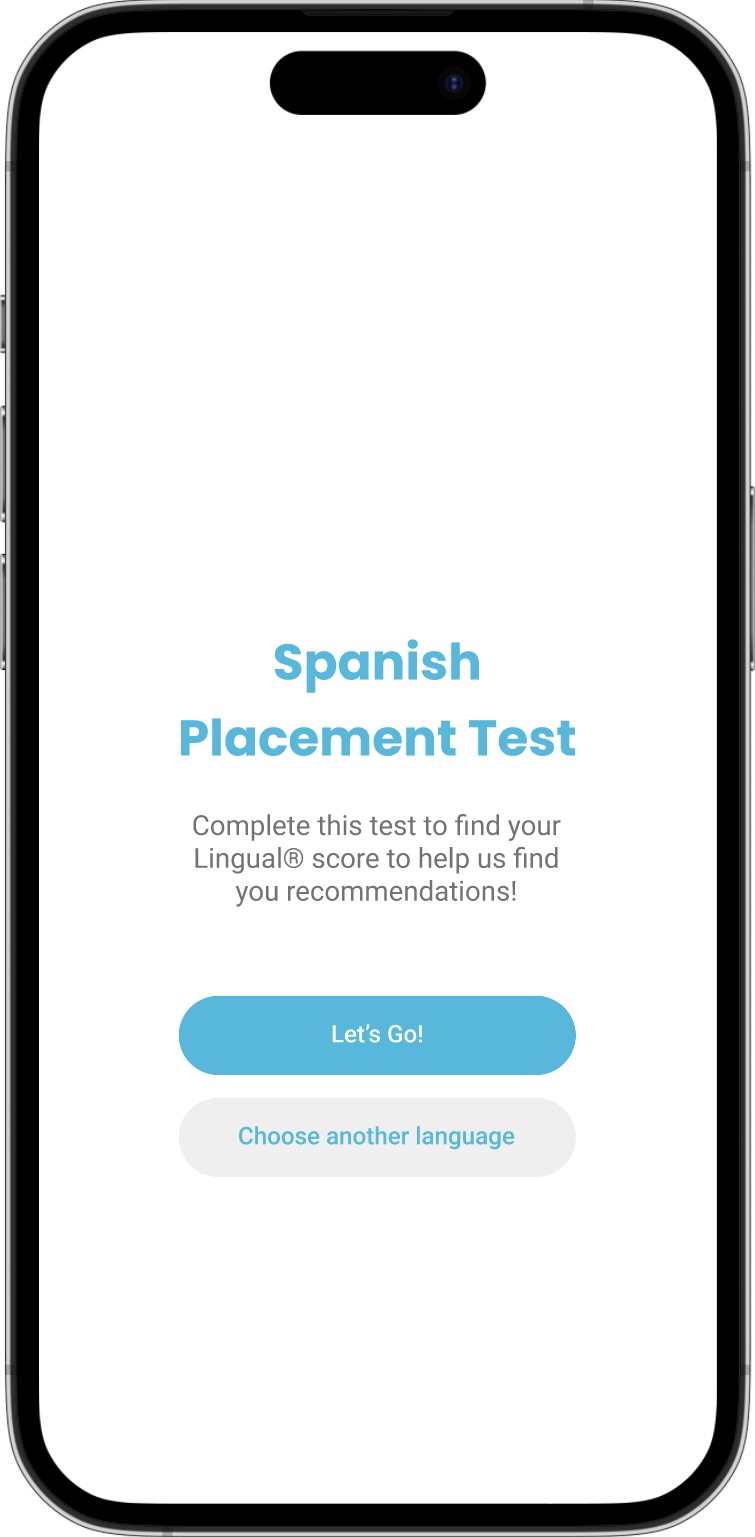 Spanish
Placement Test
Complete this test to find your
Lingual® score to help us find
you recommendations!
Let’s Go!
Choose another language